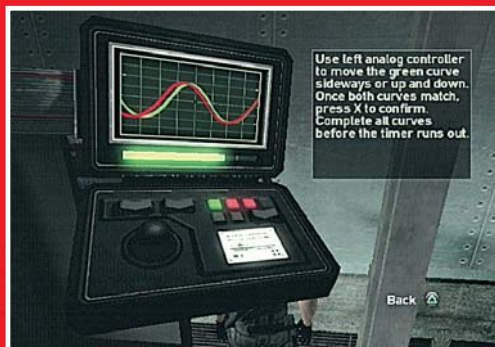 Use left analog controller
to move the green curve
sideways or up and down.
Once both curves match,
press X to confirm.
Complete all curves
before the timer runs out.
Back